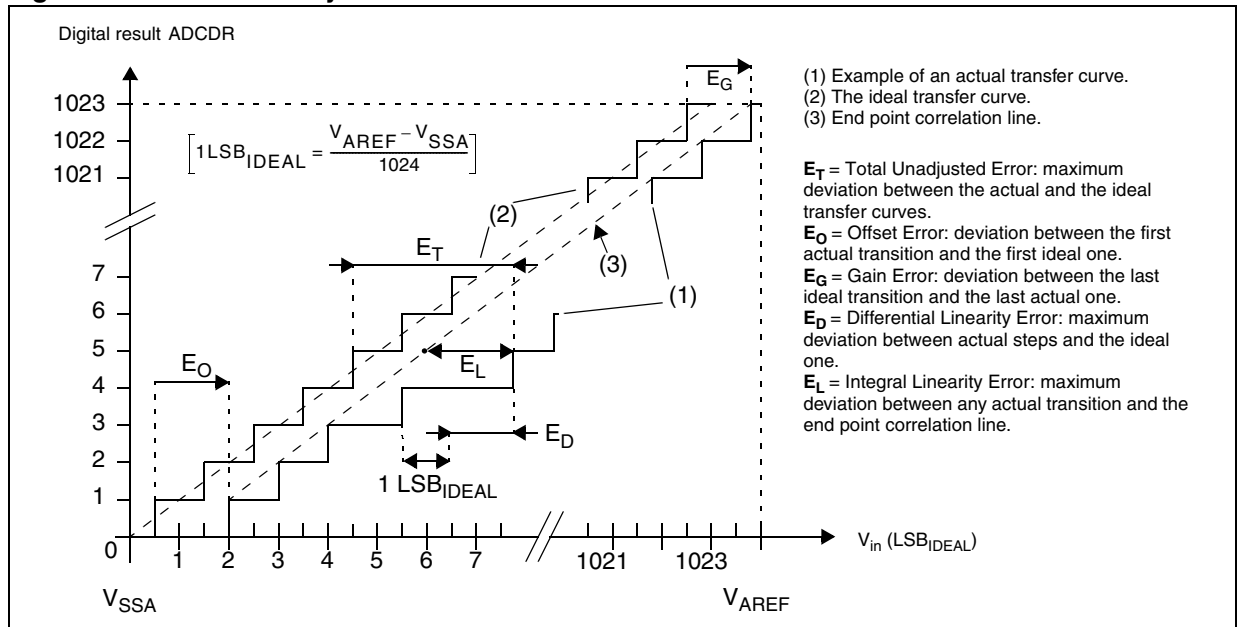 Digital result ADCDR
E_G
1023
1022
1021
[1LSB_IDEAL = (V_AREF – V_SSA) / 1024]
(2)
E_T
7
(3)
(1)
6
5
E_O
E_L
4
3
E_D
2
1 LSB_IDEAL
1
0
1 2 3 4 5 6 7 1021 1023
V_in (LSB_IDEAL)
V_SSA
V_AREF
(1) Example of an actual transfer curve.
(2) The ideal transfer curve.
(3) End point correlation line.
E_T = Total Unadjusted Error: maximum
deviation between the actual and the ideal
transfer curves.
E_O = Offset Error: deviation between the first
actual transition and the first ideal one.
E_G = Gain Error: deviation between the last
ideal transition and the last actual one.
E_D = Differential Linearity Error: maximum
deviation between actual steps and the ideal
one.
E_L = Integral Linearity Error: maximum
deviation between any actual transition and the
end point correlation line.